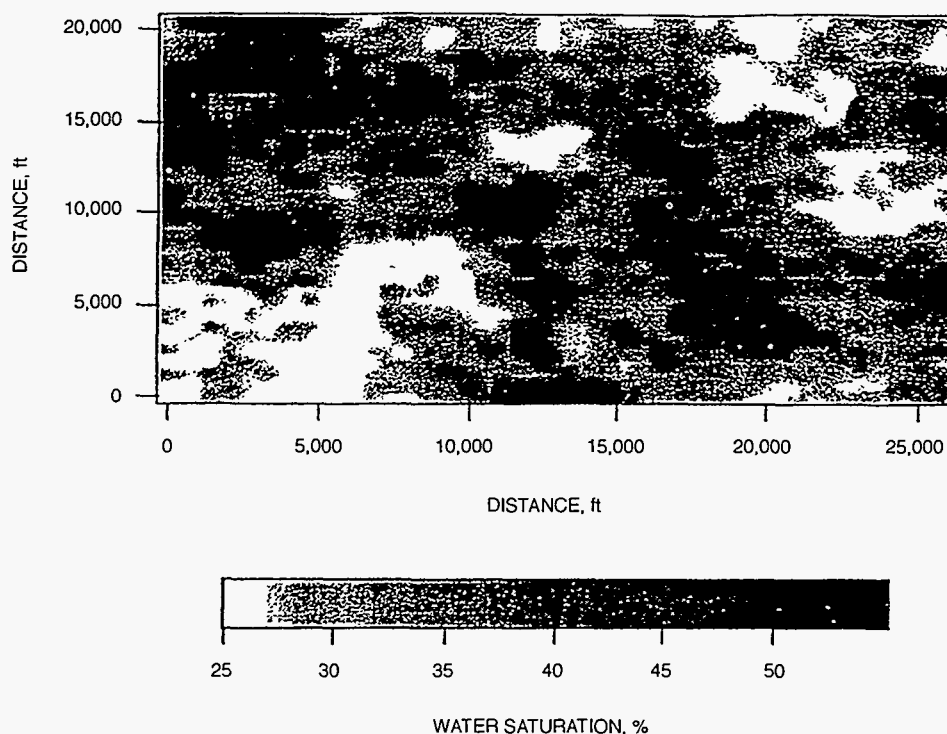 20,000
15,000
10,000
5,000
0
DISTANCE, ft
0 5,000 10,000 15,000 20,000 25,000
DISTANCE, ft
25 30 35 40 45 50
WATER SATURATION, %